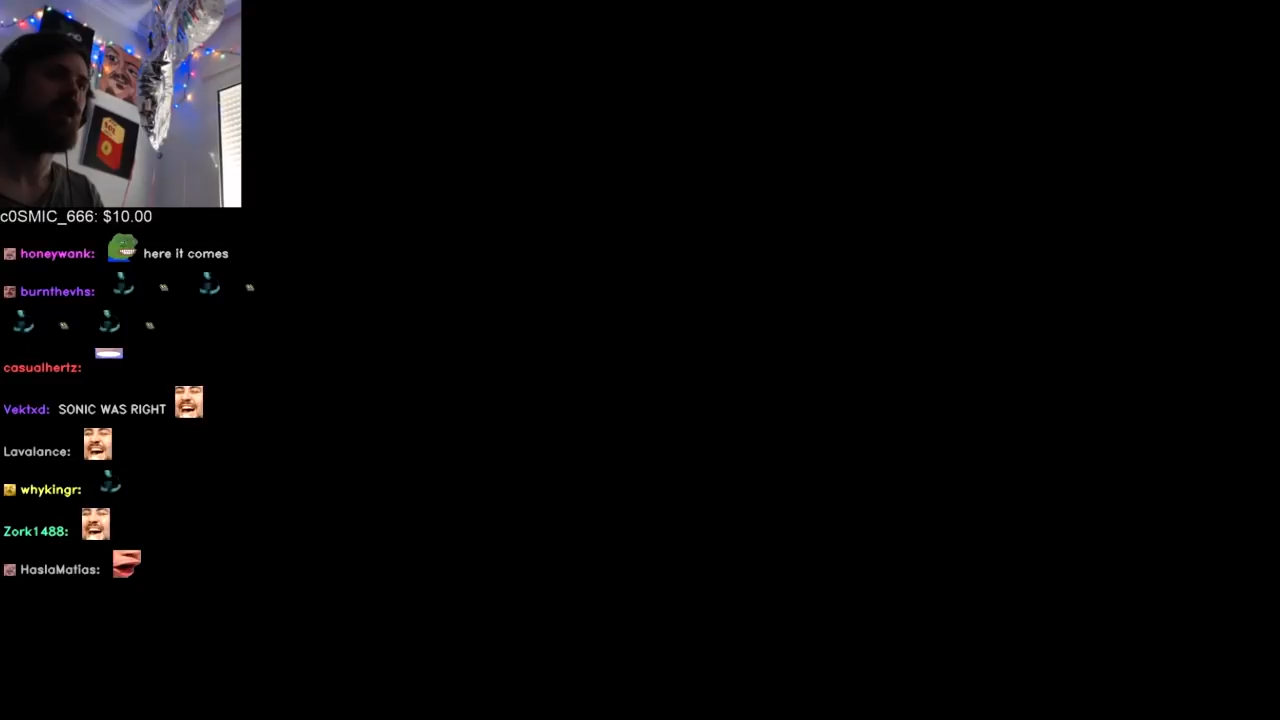 c0SMIC_666: $10.00
honeywank: here it comes
burnthevhs:
casualhertz:
Vektxd: SONIC WAS RIGHT
Lavalance:
whykingr:
Zork1488:
HaslaMatias: